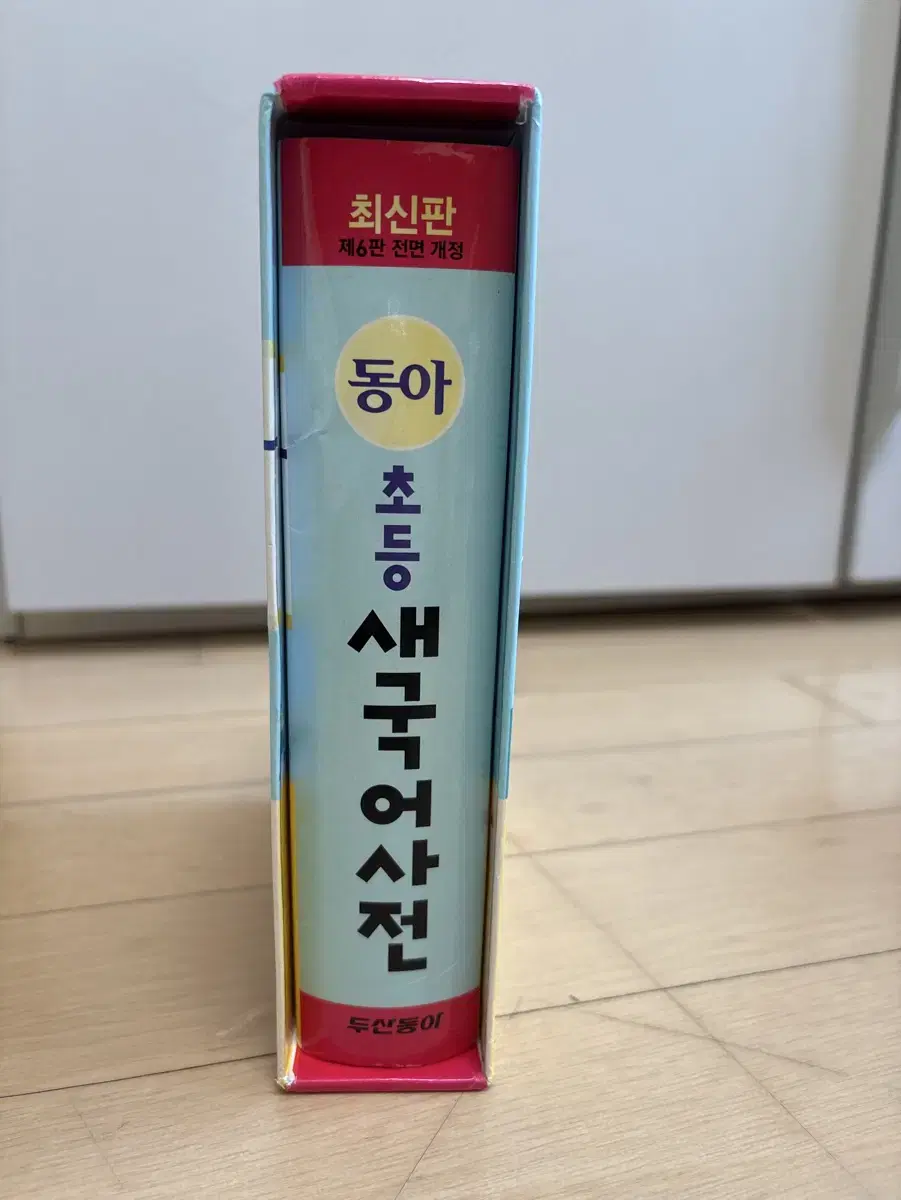 최신판
제6판 전면 개정
동아
초등
새국어사전
두산동아